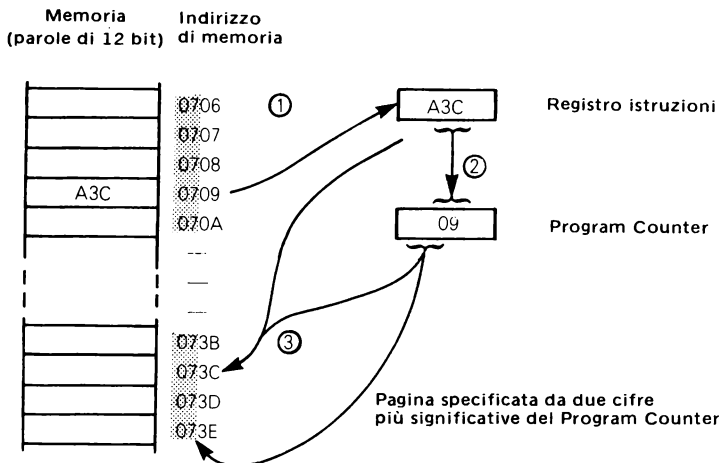 Memoria
(parole di 12 bit)
Indirizzo
di memoria
0706
0707
0708
0709
070A
073B
073C
073D
073E
A3C
①
A3C
Registro istruzioni
②
09
Program Counter
③
Pagina specificata da due cifre
più significative del Program Counter